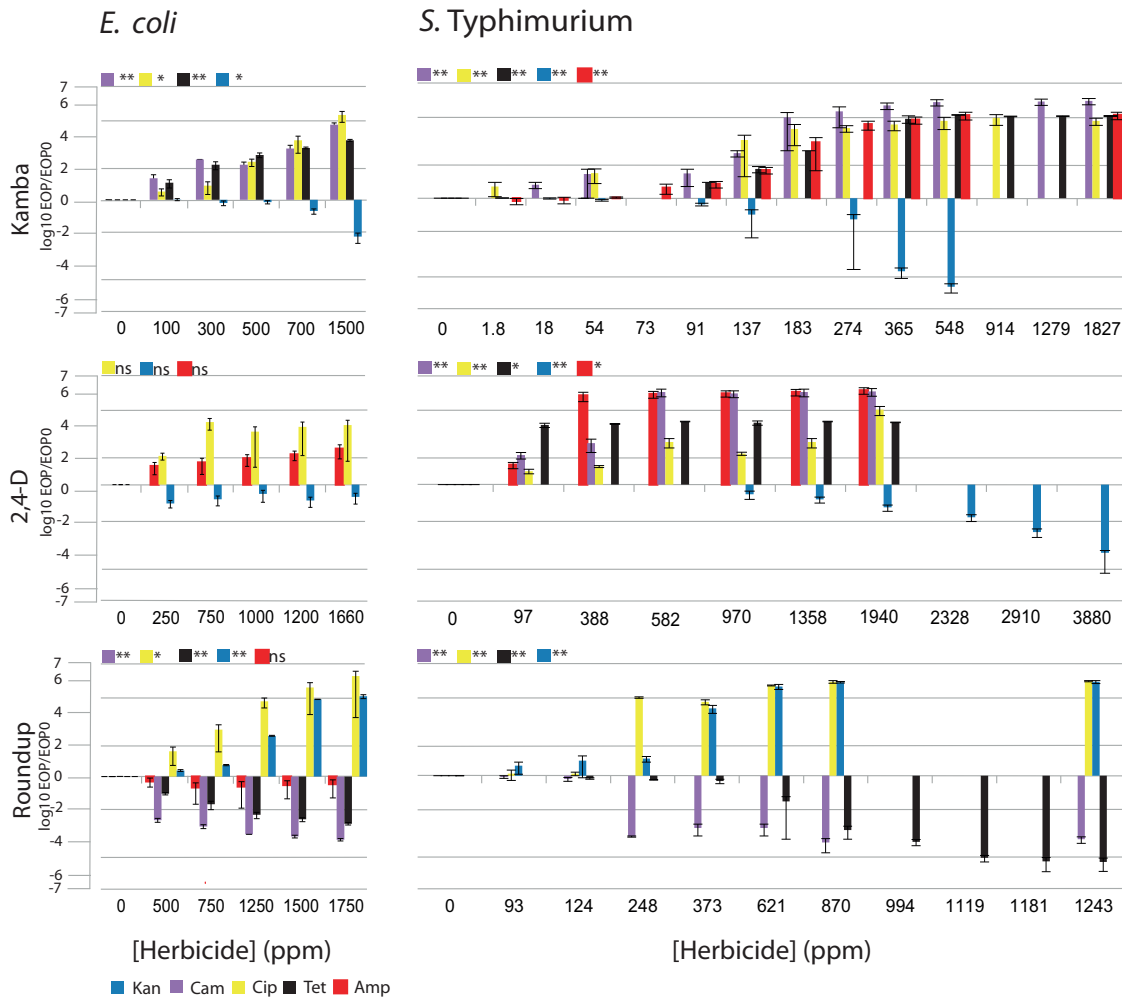 E. coli
S. Typhimurium
** * ** *
** ** ** ** **
Kamba
log10 EOP/EOP0
7
6
4
2
0
-2
-4
-6
-7
0 100 300 500 700 1500
0 1.8 18 54 73 91 137 183 274 365 548 914 1279 1827
ns ns ns
** ** * ** *
2,4-D
log10 EOP/EOP0
7
6
4
2
0
-2
-4
-6
-7
0 250 750 1000 1200 1660
0 97 388 582 970 1358 1940 2328 2910 3880
** * ** ** ns
** ** ** **
Roundup
log10 EOP/EOP0
7
6
4
2
0
-2
-4
-6
-7
0 500 750 1250 1500 1750
0 93 124 248 373 621 870 994 1119 1181 1243
[Herbicide] (ppm)
[Herbicide] (ppm)
Kan Cam Cip Tet Amp